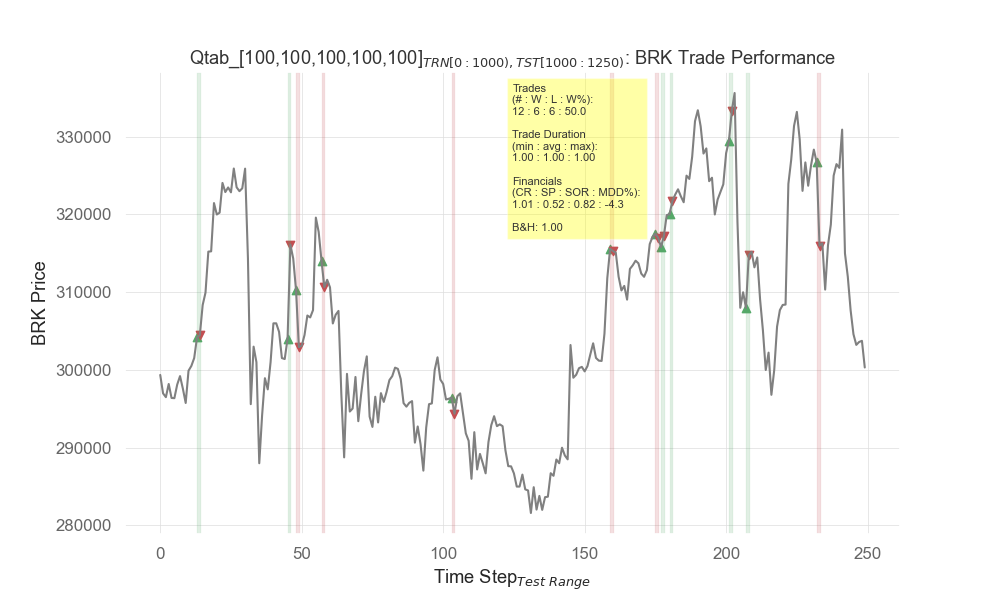 Qtab_[100,100,100,100,100]TRN[0:1000),TST[1000:1250): BRK Trade Performance
Trades
(# : W : L : W%):
12 : 6 : 6 : 50.0
Trade Duration
(min : avg : max):
1.00 : 1.00 : 1.00
Financials
(CR : SP : SOR : MDD%):
1.01 : 0.52 : 0.82 : -4.3
B&H: 1.00
BRK Price
330000
320000
310000
300000
290000
280000
0 50 100 150 200 250
Time StepTest Range